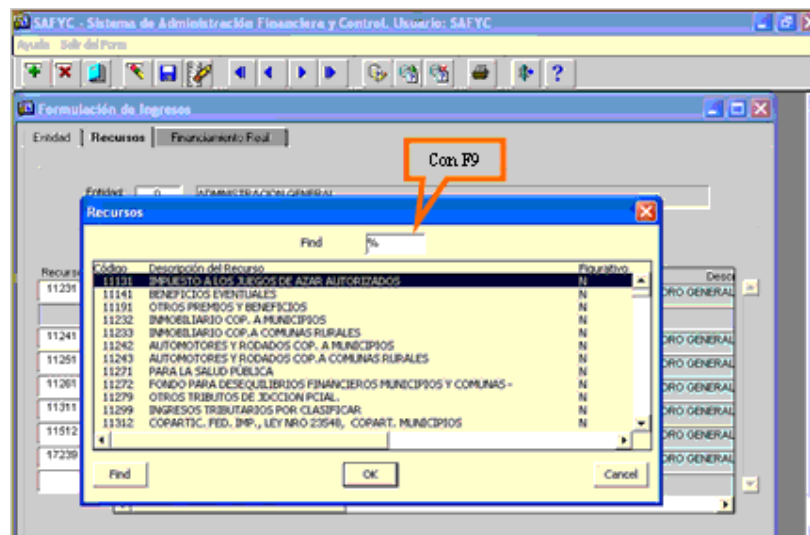 SAFYC - Sistema de Administración Financiera y Control. Usuario: SAFYC
Ayuda Salir del Form
Formulación de Ingresos
Entidad Recursos Financiamiento Real
Con F9
Entidad 0 ADMINISTRACION GENERAL
Recursos
Find %
Código Descripción del Recurso Figurativo
11131 IMPUESTO A LOS JUEGOS DE AZAR AUTORIZADOS N
11141 BENEFICIOS EVENTUALES N
11191 OTROS PREMIOS Y BENEFICIOS N
11232 INMOBILIARIO COP. A MUNICIPIOS N
11233 INMOBILIARIO COP.A COMUNAS RURALES N
11242 AUTOMOTORES Y RODADOS COP. A MUNICIPIOS N
11243 AUTOMOTORES Y RODADOS COP.A COMUNAS RURALES N
11271 PARA LA SALUD PÚBLICA N
11272 FONDO PARA DESEQUILIBRIOS FINANCIEROS MUNICIPIOS Y COMUNAS - N
11279 OTROS TRIBUTOS DE JDCCION PCIAL. N
11299 INGRESOS TRIBUTARIOS POR CLASIFICAR N
11312 COPARTIC. FED. IMP., LEY NRO 23548, COPART. MUNICIPIOS N
Find OK Cancel
Recurso
11231
11241
11251
11261
11311
11512
17239
Desc
ORO GENERAL
ORO GENERAL
ORO GENERAL
ORO GENERAL
ORO GENERAL
ORO GENERAL
ORO GENERAL